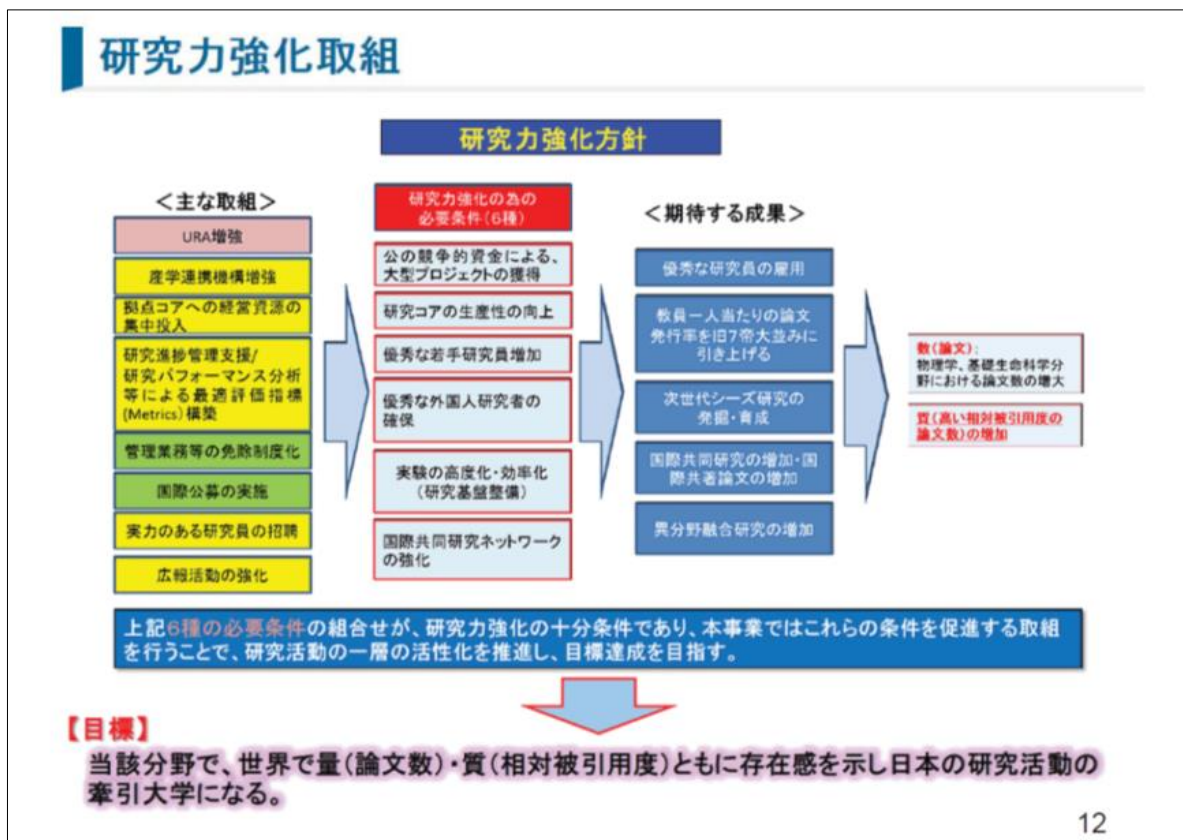 研究力強化取組
研究力強化方針
＜主な取組＞
URA増強
産学連携機構増強
拠点コアへの経営資源の
集中投入
研究進捗管理支援/
研究パフォーマンス分析
等による最適評価指標
(Metrics)構築
管理業務等の免除制度化
国際公募の実施
実力のある研究員の招聘
広報活動の強化
研究力強化の為の
必要条件(6種)
公の競争的資金による、
大型プロジェクトの獲得
研究コアの生産性の向上
優秀な若手研究員増加
優秀な外国人研究者の
確保
実験の高度化・効率化
(研究基盤整備)
国際共同研究ネットワーク
の強化
＜期待する成果＞
優秀な研究員の雇用
教員一人当たりの論文
発行率を旧7帝大並みに
引き上げる
次世代シーズ研究の
発掘・育成
国際共同研究の増加・国
際共著論文の増加
異分野融合研究の増加
数(論文):
物理学、基礎生命科学分
野における論文数の増大
質(高い相対被引用度の
論文数)の増加
上記6種の必要条件の組合せが、研究力強化の十分条件であり、本事業ではこれらの条件を促進する取組
を行うことで、研究活動の一層の活性化を推進し、目標達成を目指す。
【目標】
当該分野で、世界で量(論文数)・質(相対被引用度)ともに存在感を示し日本の研究活動の
牽引大学になる。
12